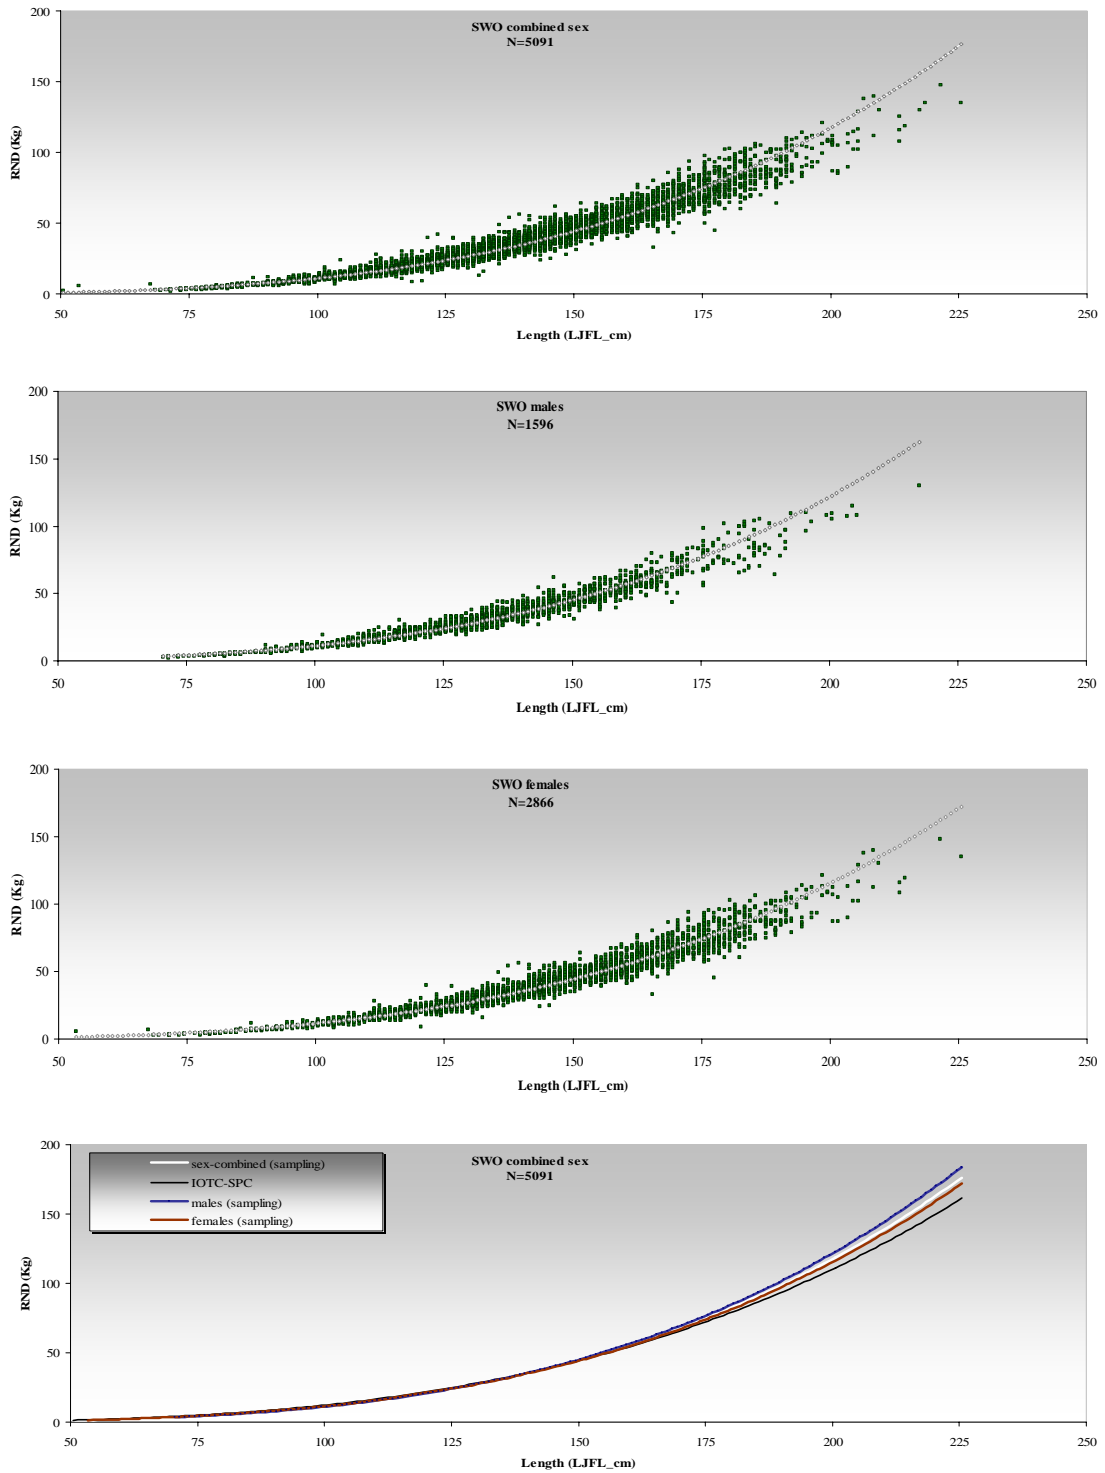 SWO combined sex
N=5091
200
150
100
50
0
RND (Kg)
50 75 100 125 150 175 200 225 250
Length (LJFL_cm)
SWO males
N=1596
200
150
100
50
0
RND (Kg)
50 75 100 125 150 175 200 225 250
Length (LJFL_cm)
SWO females
N=2866
200
150
100
50
0
RND (Kg)
50 75 100 125 150 175 200 225 250
Length (LJFL_cm)
SWO combined sex
N=5091
sex-combined (sampling)
IOTC-SPC
males (sampling)
females (sampling)
200
150
100
50
0
RND (Kg)
50 75 100 125 150 175 200 225 250
Length (LJFL_cm)